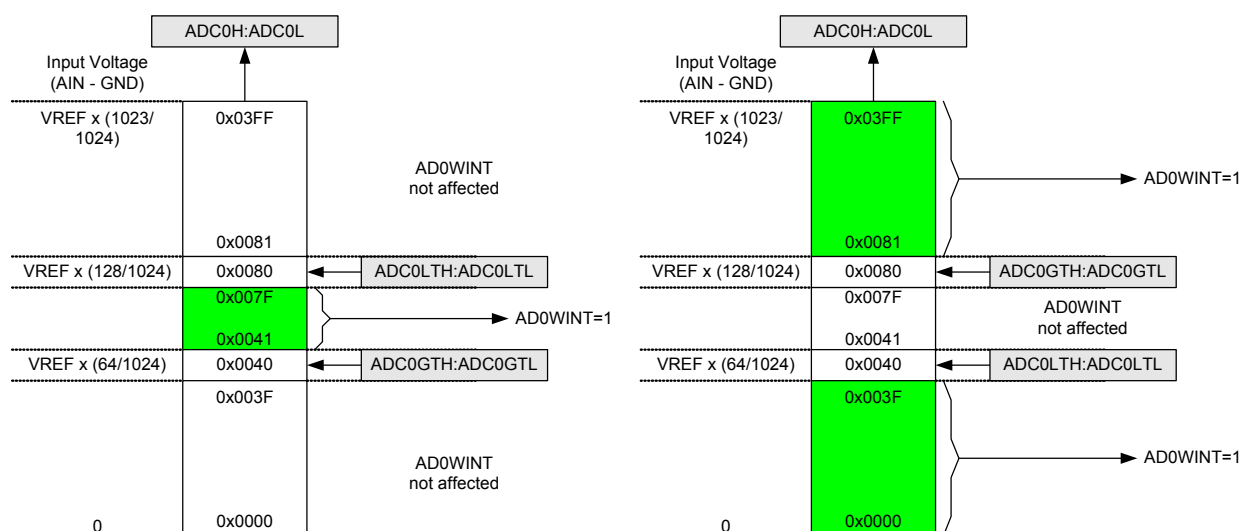 ADC0H:ADC0L
Input Voltage
(AIN - GND)
VREF x (1023/
1024)
0x03FF
AD0WINT
not affected
0x0081
VREF x (128/1024)
0x0080
ADC0LTH:ADC0LTL
0x007F
AD0WINT=1
0x0041
VREF x (64/1024)
0x0040
ADC0GTH:ADC0GTL
0x003F
AD0WINT
not affected
0
0x0000
ADC0H:ADC0L
Input Voltage
(AIN - GND)
VREF x (1023/
1024)
0x03FF
AD0WINT=1
0x0081
VREF x (128/1024)
0x0080
ADC0GTH:ADC0GTL
0x007F
AD0WINT
not affected
0x0041
VREF x (64/1024)
0x0040
ADC0LTH:ADC0LTL
0x003F
AD0WINT=1
0
0x0000